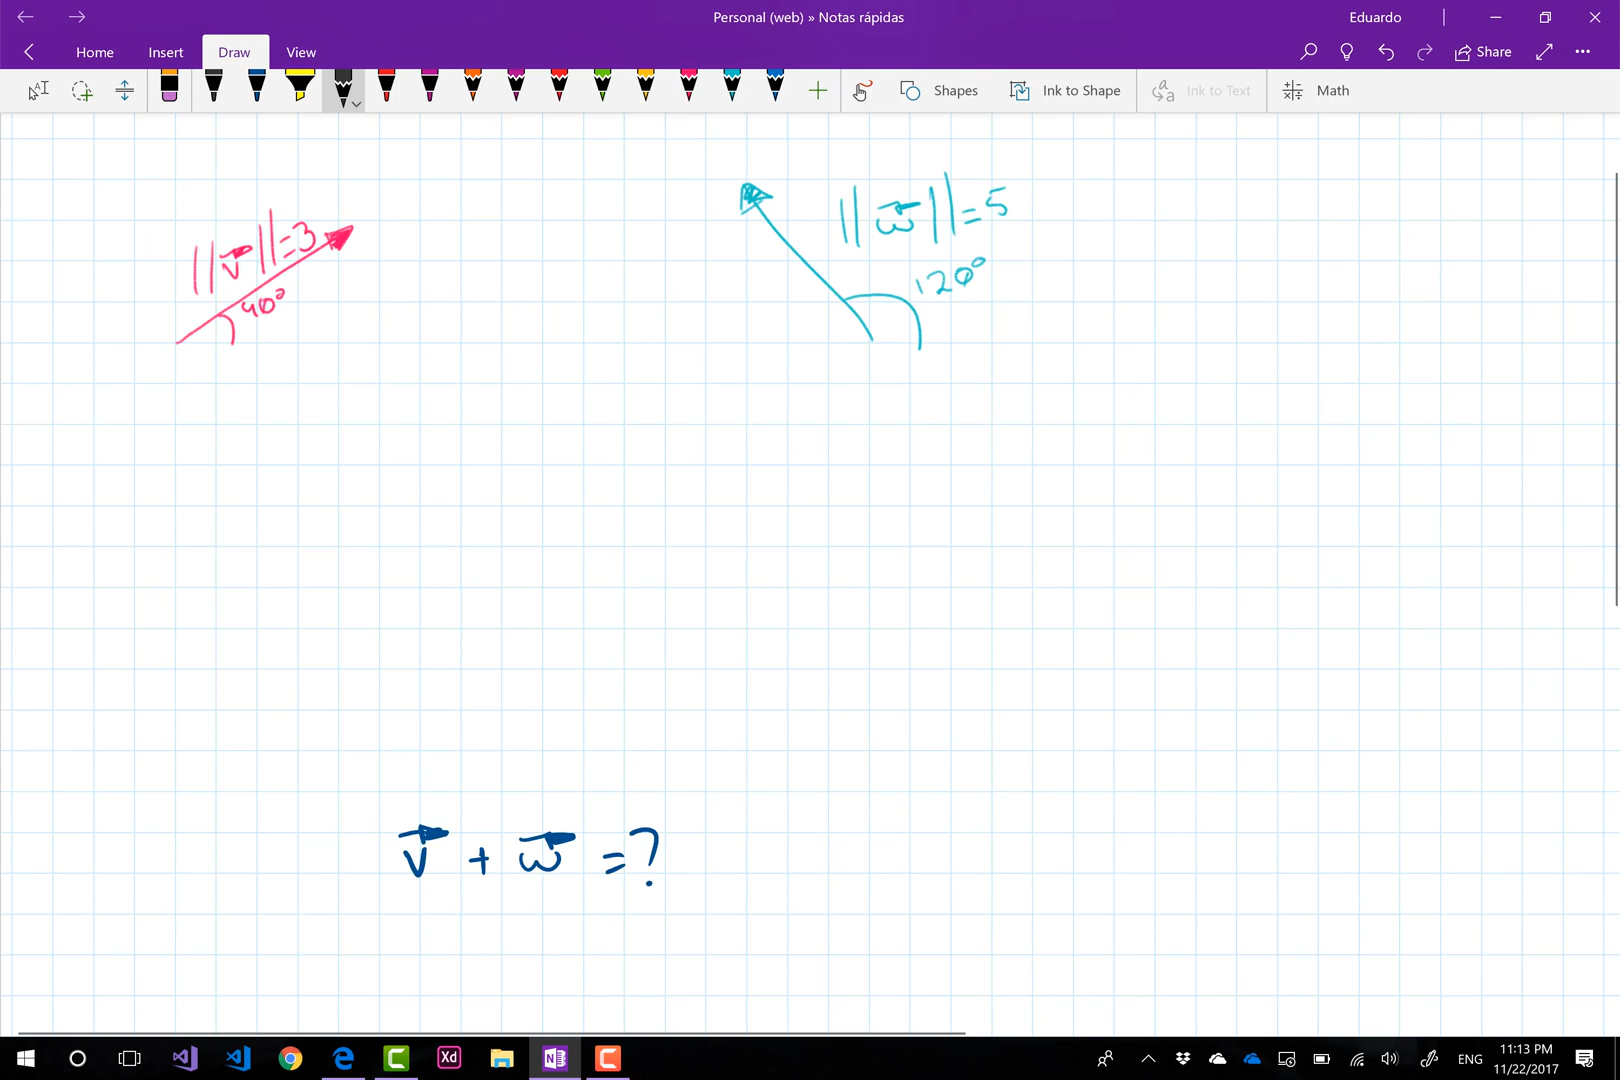 Personal (web) » Notas rápidas
Eduardo
Home Insert Draw View
Share
Shapes Ink to Shape Ink to Text Math
||v⃗||=3
40°
||w⃗||=5
120°
v⃗ + w⃗ =?
Xd
N
ENG
11:13 PM
11/22/2017